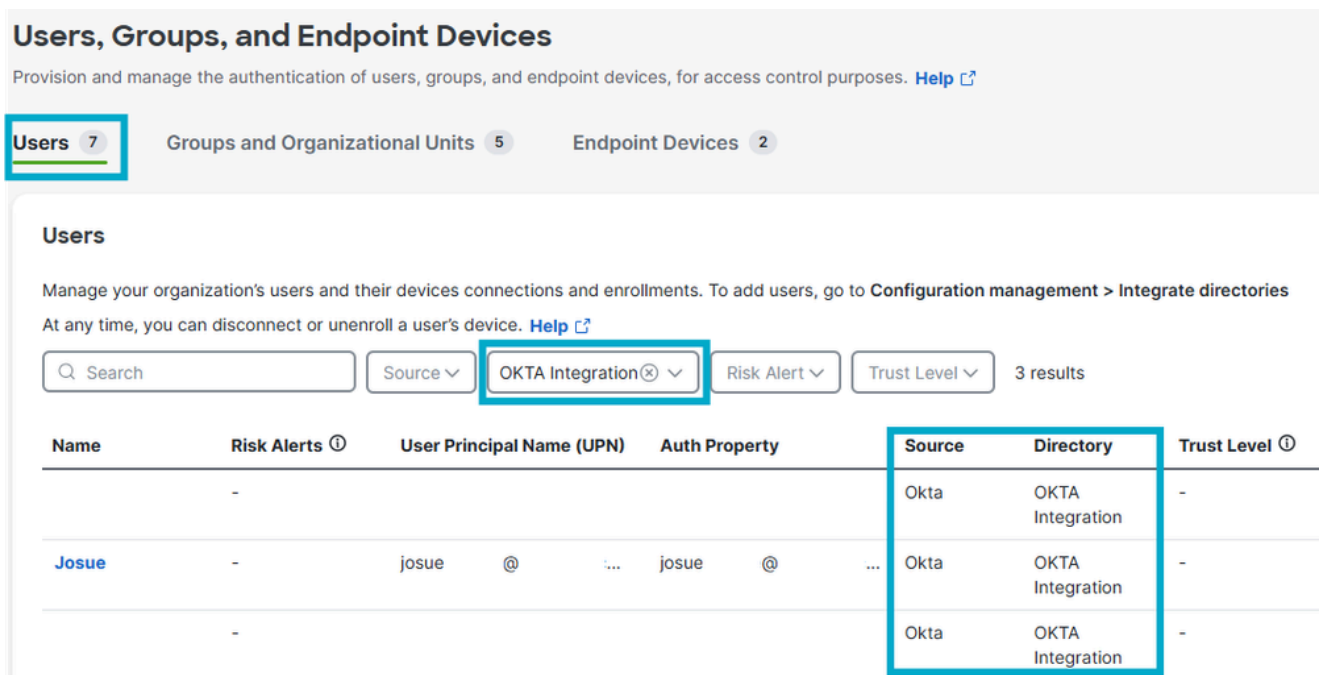 Users, Groups, and Endpoint Devices
Provision and manage the authentication of users, groups, and endpoint devices, for access control purposes. Help
Users 7 Groups and Organizational Units 5 Endpoint Devices 2
Users
Manage your organization's users and their devices connections and enrollments. To add users, go to Configuration management > Integrate directories
At any time, you can disconnect or unenroll a user's device. Help
Search Source OKTA Integration Risk Alert Trust Level 3 results
Name Risk Alerts User Principal Name (UPN) Auth Property Source Directory Trust Level
- Okta OKTA -
Integration
Josue - josue @ :... josue @ ... Okta OKTA -
Integration
- Okta OKTA -
Integration